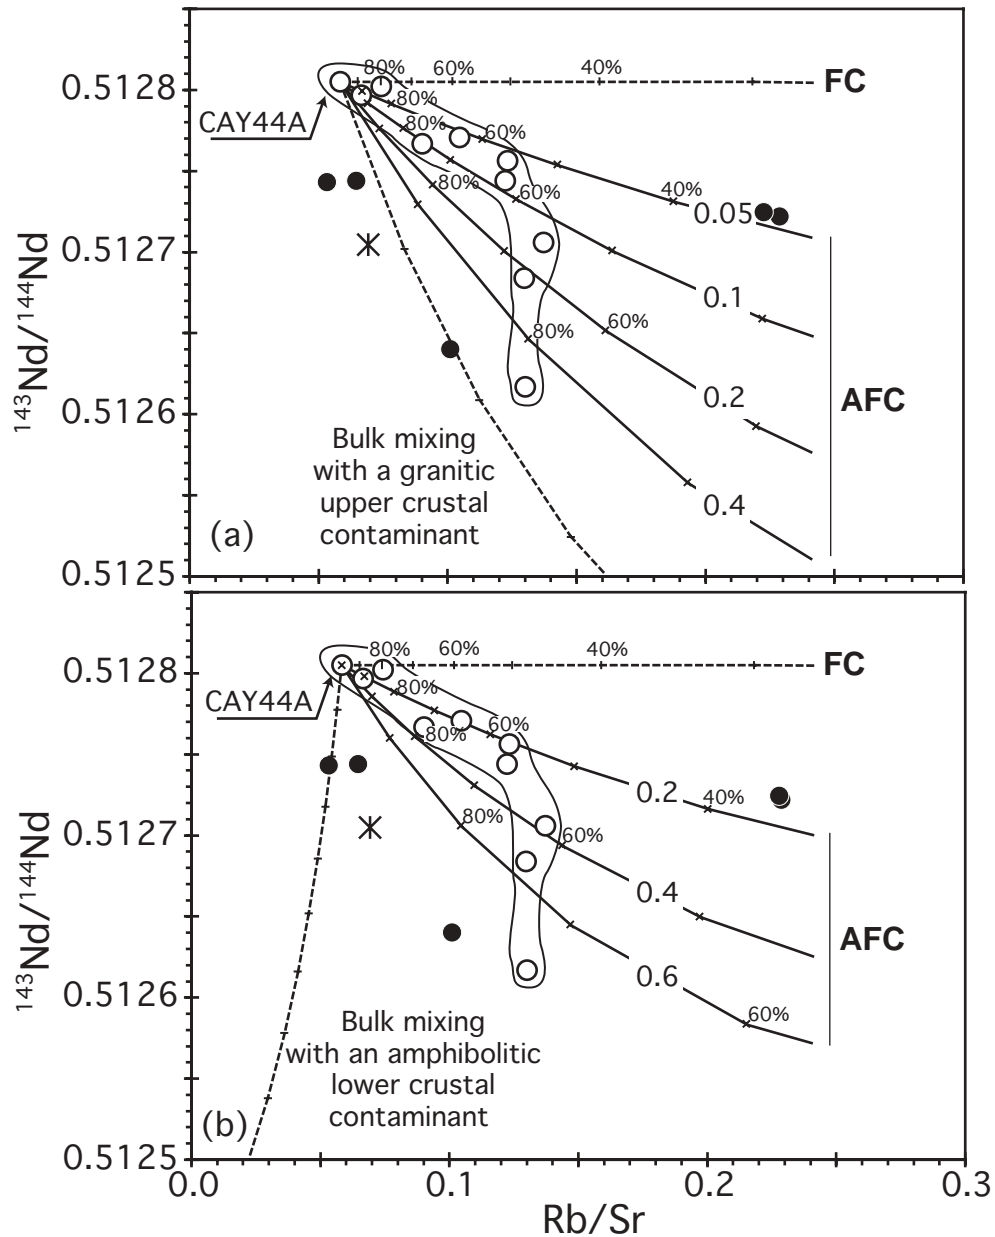 80% 60% 40%
0.5128
FC
80%
CAY44A
80% 60%
80%
60%
40%
0.05
0.5127
143Nd/144Nd
0.1
80%
60%
0.2
AFC
0.5126
Bulk mixing
with a granitic
upper crustal
contaminant
0.4
(a)
0.5125
80% 60% 40%
0.5128
FC
80%
CAY44A
80%
60%
0.2
40%
80%
0.5127
60%
143Nd/144Nd
0.4
AFC
0.6
0.5126
60%
Bulk mixing
with an amphibolitic
lower crustal
contaminant
(b)
0.5125
0.0 0.1 0.2 0.3
Rb/Sr